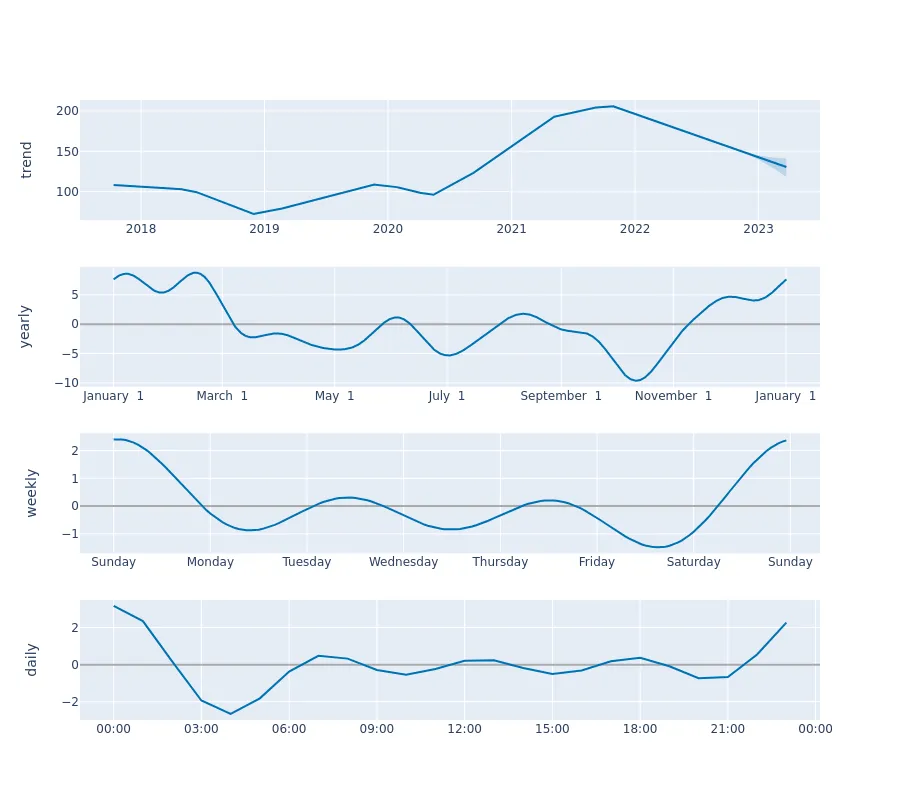 trend
200
150
100
2018 2019 2020 2021 2022 2023
yearly
5
0
−5
−10
January 1 March 1 May 1 July 1 September 1 November 1 January 1
weekly
2
1
0
−1
Sunday Monday Tuesday Wednesday Thursday Friday Saturday Sunday
daily
2
0
−2
00:00 03:00 06:00 09:00 12:00 15:00 18:00 21:00 00:00